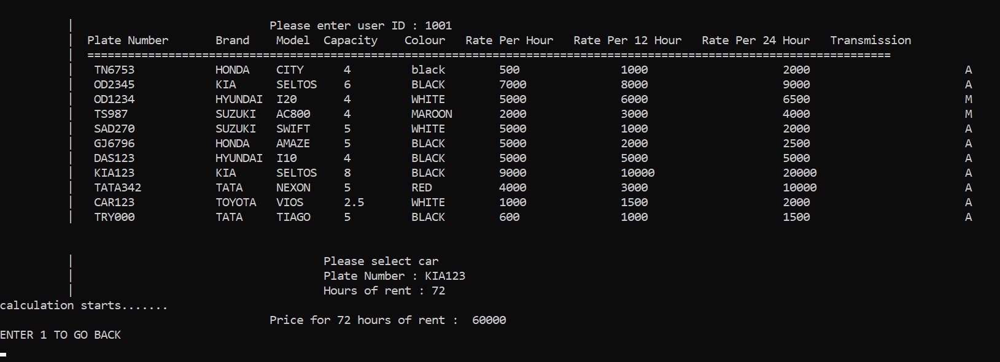 | Please enter user ID : 1001
| Plate Number Brand Model Capacity Colour Rate Per Hour Rate Per 12 Hour Rate Per 24 Hour Transmission
| =======================================================================================================================
| TN6753 HONDA CITY 4 black 500 1000 2000 A
| OD2345 KIA SELTOS 6 BLACK 7000 8000 9000 A
| OD1234 HYUNDAI I20 4 WHITE 5000 6000 6500 M
| TS987 SUZUKI AC800 4 MAROON 2000 3000 4000 M
| SAD270 SUZUKI SWIFT 5 WHITE 5000 1000 2000 A
| GJ6796 HONDA AMAZE 5 BLACK 5000 2000 2500 A
| DAS123 HYUNDAI I10 4 BLACK 5000 5000 5000 A
| KIA123 KIA SELTOS 8 BLACK 9000 10000 20000 A
| TATA342 TATA NEXON 5 RED 4000 3000 10000 A
| CAR123 TOYOTA VIOS 2.5 WHITE 1000 1500 2000 A
| TRY000 TATA TIAGO 5 BLACK 600 1000 1500 A
| Please select car
| Plate Number : KIA123
| Hours of rent : 72
calculation starts.......
Price for 72 hours of rent : 60000
ENTER 1 TO GO BACK